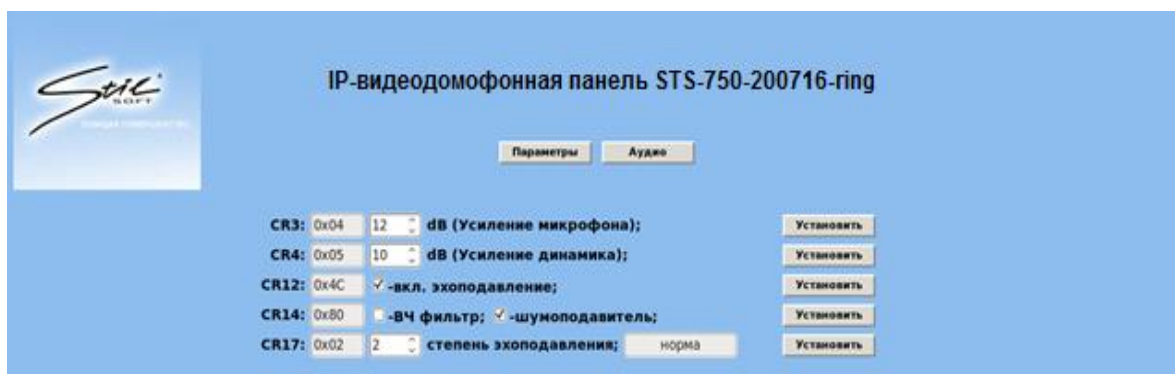 Stilsoft
IP-видеодомофонная панель STS-750-200716-ring
Параметры Аудио
CR3: 0x04 12 dB (Усиление микрофона); Установить
CR4: 0x05 10 dB (Усиление динамика); Установить
CR12: 0x4C -вкл. эхоподавление; Установить
CR14: 0x80 -ВЧ фильтр; -шумоподавитель; Установить
CR17: 0x02 2 степень эхоподавления; норма Установить